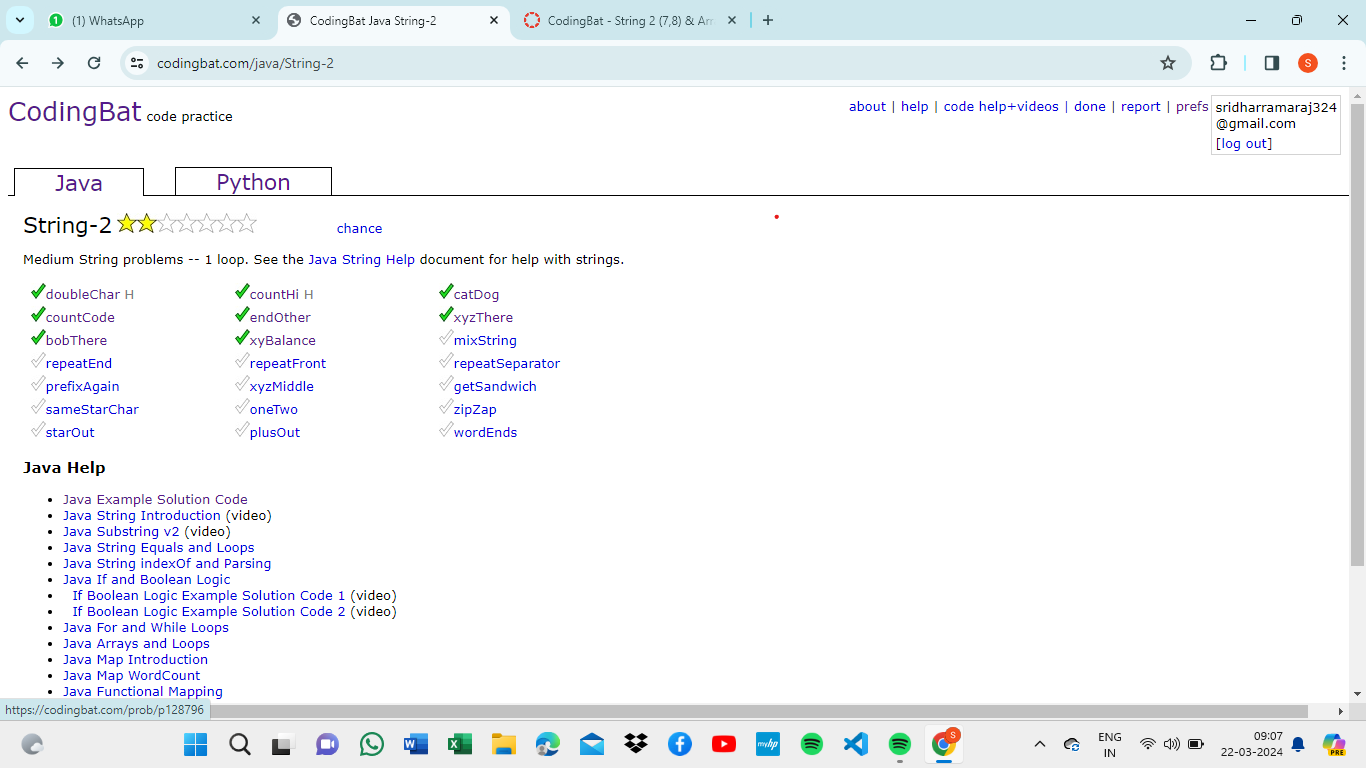 (1) WhatsApp
CodingBat Java String-2
CodingBat - String 2 (7,8) & Arr
codingbat.com/java/String-2
S
CodingBat code practice
about | help | code help+videos | done | report | prefs
sridharramaraj324
@gmail.com
[log out]
Java
Python
String-2
chance
Medium String problems -- 1 loop. See the Java String Help document for help with strings.
doubleChar H countHi H catDog
countCode endOther xyzThere
bobThere xyBalance mixString
repeatEnd repeatFront repeatSeparator
prefixAgain xyzMiddle getSandwich
sameStarChar oneTwo zipZap
starOut plusOut wordEnds
Java Help
Java Example Solution Code
Java String Introduction (video)
Java Substring v2 (video)
Java String Equals and Loops
Java String indexOf and Parsing
Java If and Boolean Logic
If Boolean Logic Example Solution Code 1 (video)
If Boolean Logic Example Solution Code 2 (video)
Java For and While Loops
Java Arrays and Loops
Java Map Introduction
Java Map WordCount
Java Functional Mapping
https://codingbat.com/prob/p128796
myhp
S
ENG
IN
09:07
22-03-2024
PRE